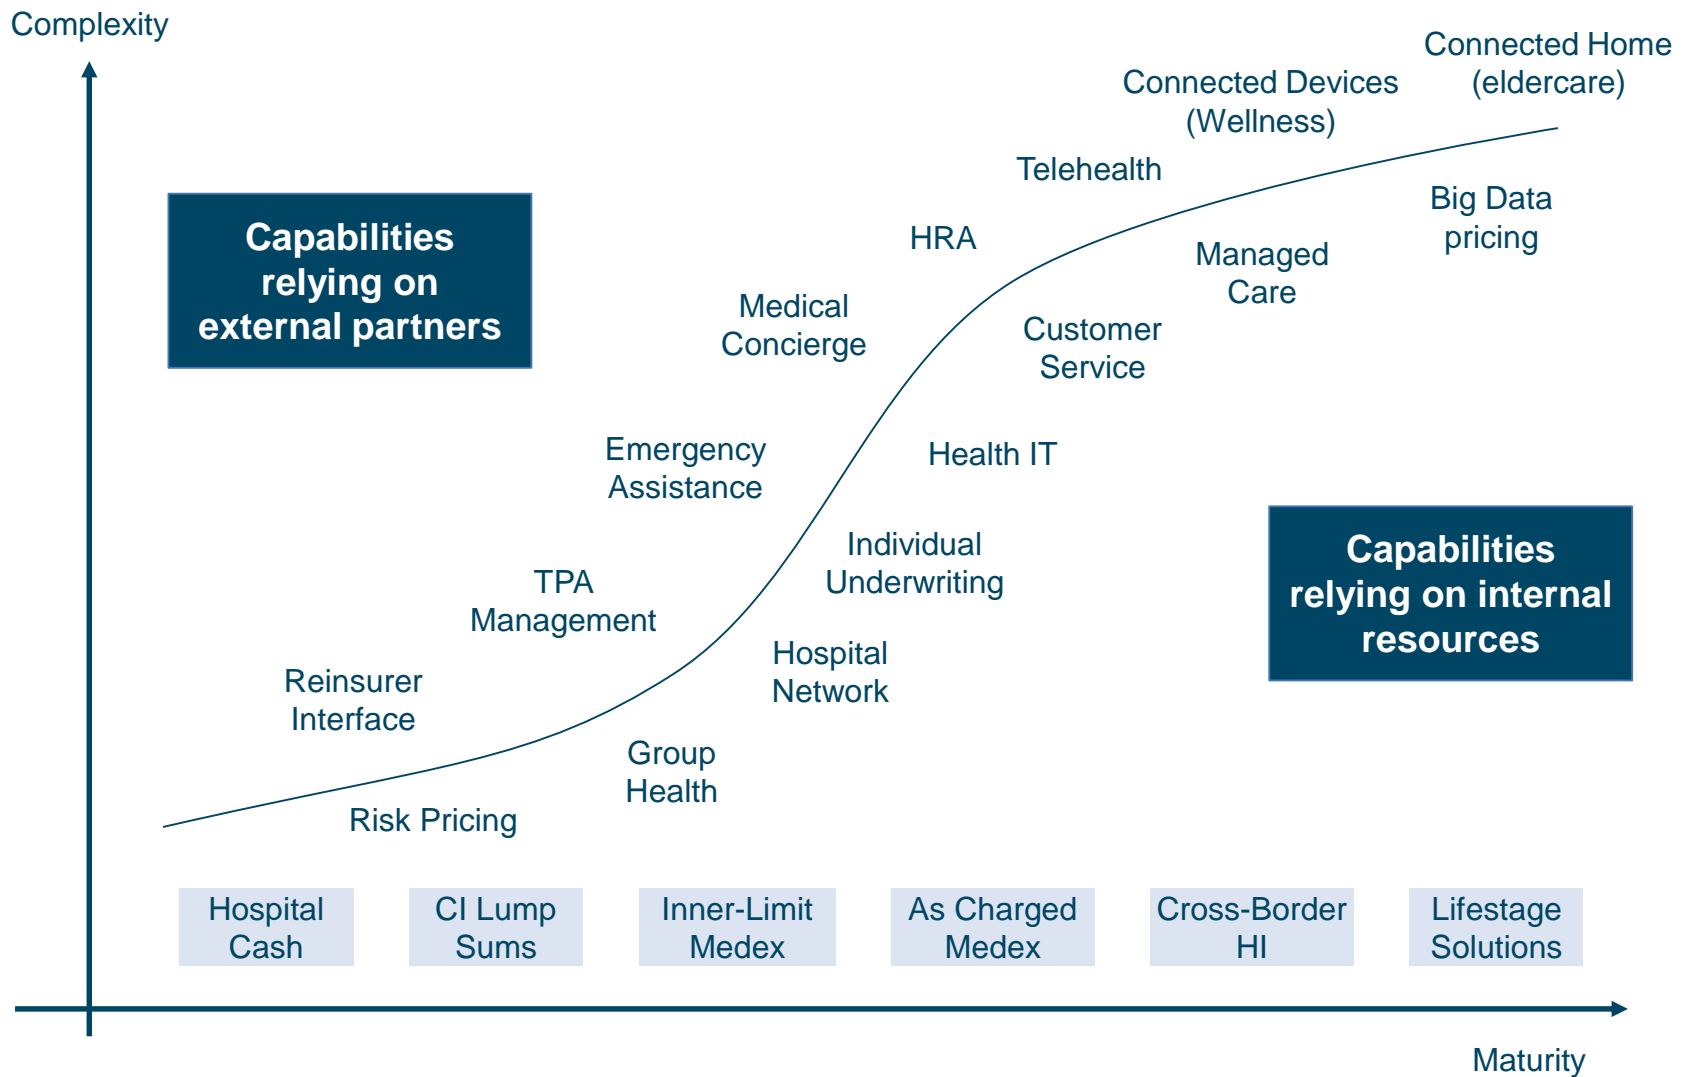 Complexity
Connected Home
(eldercare)
Connected Devices
(Wellness)
Telehealth
Big Data
pricing
Capabilities
relying on
external partners
HRA
Managed
Care
Medical
Concierge
Customer
Service
Emergency
Assistance
Health IT
Capabilities
relying on internal
resources
Individual
Underwriting
TPA
Management
Hospital
Network
Reinsurer
Interface
Group
Health
Risk Pricing
Hospital
Cash
CI Lump
Sums
Inner-Limit
Medex
As Charged
Medex
Cross-Border
HI
Lifestage
Solutions
Maturity